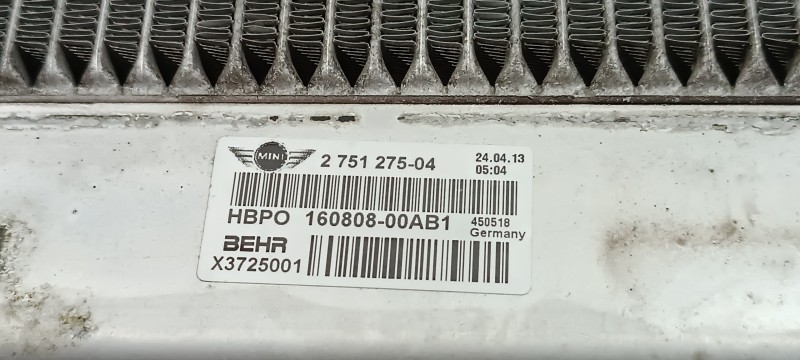 MINI 2 751 275-04 24.04.13
05:04
HBPO 160808-00AB1 450518
Germany
BEHR
X3725001